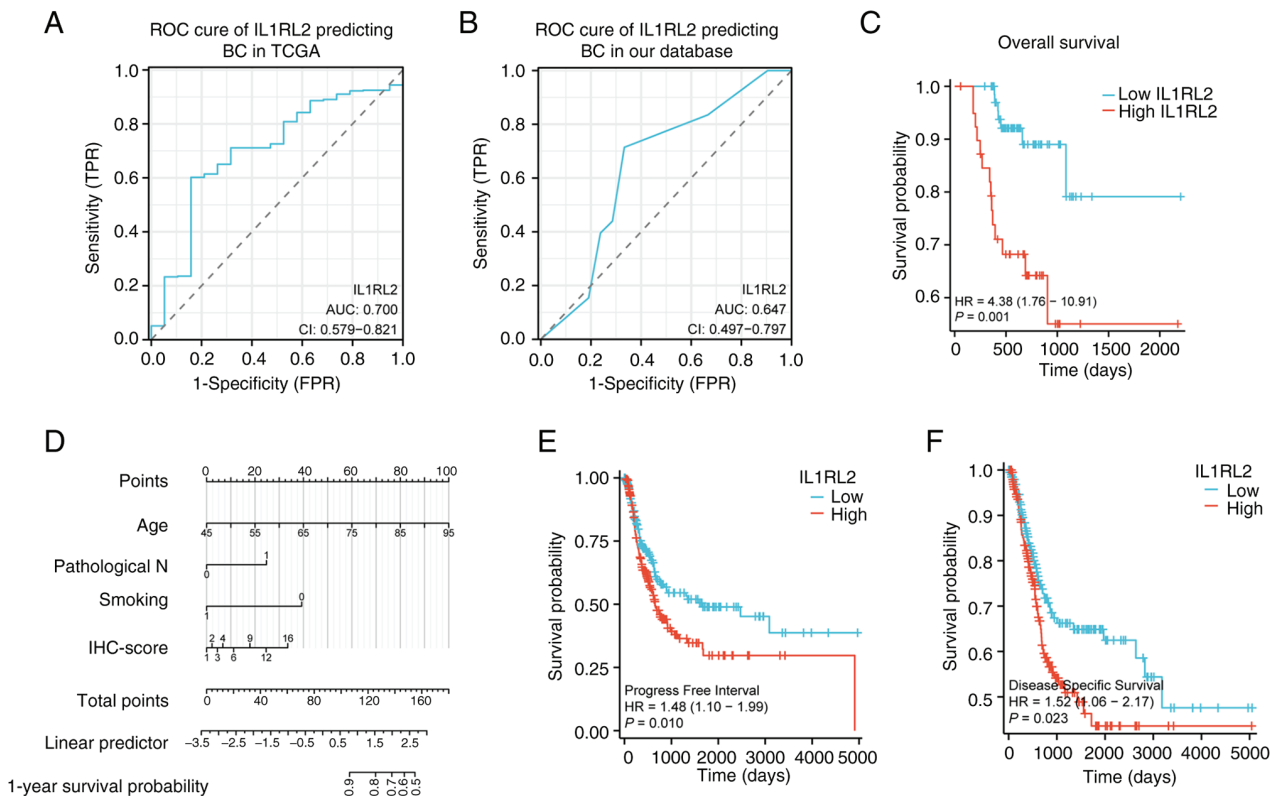 A
ROC cure of IL1RL2 predicting
BC in TCGA
Sensitivity (TPR)
1.0
0.8
0.6
0.4
0.2
0.0
IL1RL2
AUC: 0.700
CI: 0.579–0.821
0.0 0.2 0.4 0.6 0.8 1.0
1-Specificity (FPR)
B
ROC cure of IL1RL2 predicting
BC in our database
Sensitivity (TPR)
1.0
0.8
0.6
0.4
0.2
0.0
IL1RL2
AUC: 0.647
CI: 0.497–0.797
0.0 0.2 0.4 0.6 0.8 1.0
1-Specificity (FPR)
C
Overall survival
Low IL1RL2
High IL1RL2
Survival probability
1.0
0.9
0.8
0.7
0.6
HR = 4.38 (1.76 − 10.91)
P = 0.001
0 500 1000 1500 2000
Time (days)
D
Points
0 20 40 60 80 100
Age
45 55 65 75 85 95
Pathological N
1
0
Smoking
0
1
IHC-score
2 4 9 16
1 3 6 12
Total points
0 40 80 120 160
Linear predictor
−3.5 −2.5 −1.5 −0.5 0.5 1.5 2.5
1-year survival probability
0.9 0.8 0.7 0.6 0.5
E
IL1RL2
Low
High
Survival probability
1.00
0.75
0.50
0.25
0.00
Progress Free Interval
HR = 1.48 (1.10 − 1.99)
P = 0.010
0 1000 2000 3000 4000 5000
Time (days)
F
IL1RL2
Low
High
Survival probability
1.0
0.9
0.8
0.7
0.6
0.5
Disease Specific Survival
HR = 1.52 (1.06 − 2.17)
P = 0.023
0 1000 2000 3000 4000 5000
Time (days)